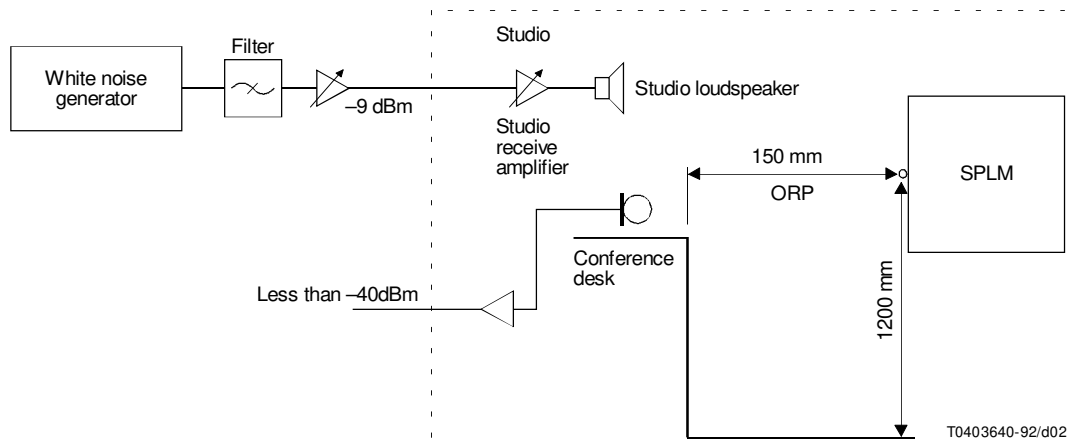 Studio
Filter
White noise
generator
–9 dBm
Studio loudspeaker
Studio
receive
amplifier
150 mm
ORP
SPLM
Conference
desk
Less than –40dBm
1200 mm
T0403640-92/d02